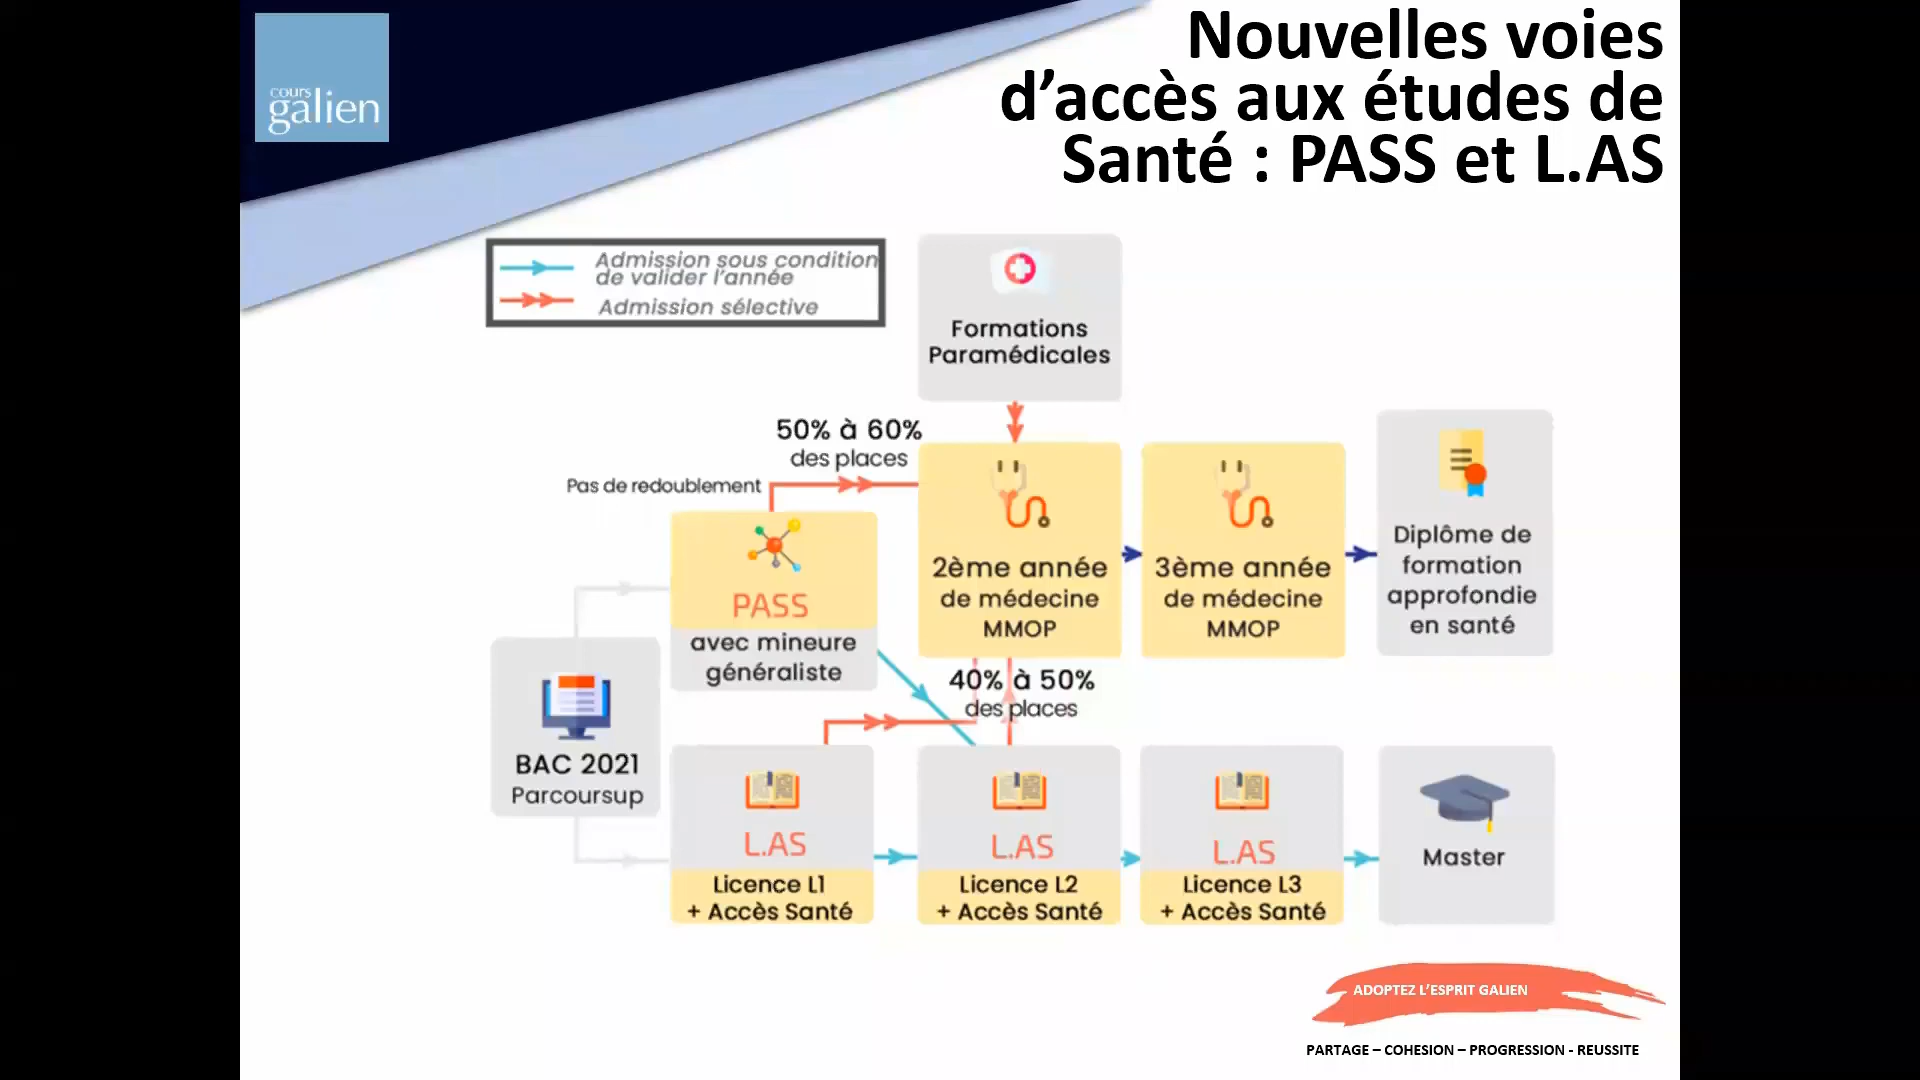 cours
galien
Nouvelles voies
d’accès aux études de
Santé : PASS et L.AS
Admission sous condition
de valider l’année
Admission sélective
Formations
Paramédicales
50% à 60%
des places
Pas de redoublement
PASS
avec mineure
généraliste
2ème année
de médecine
MMOP
3ème année
de médecine
MMOP
Diplôme de
formation
approfondie
en santé
40% à 50%
des places
BAC 2021
Parcoursup
L.AS
Licence L1
+ Accès Santé
L.AS
Licence L2
+ Accès Santé
L.AS
Licence L3
+ Accès Santé
Master
ADOPTEZ L’ESPRIT GALIEN
PARTAGE – COHESION – PROGRESSION - REUSSITE